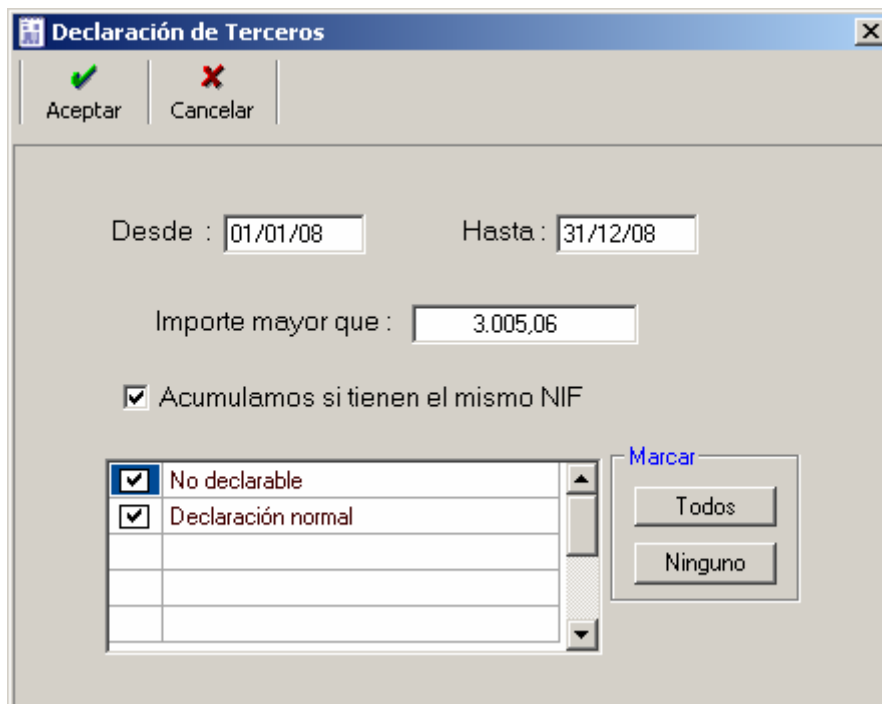 Declaración de Terceros
Aceptar Cancelar
Desde : 01/01/08 Hasta : 31/12/08
Importe mayor que : 3.005,06
Acumulamos si tienen el mismo NIF
Marcar
No declarable
Declaración normal
Todos
Ninguno